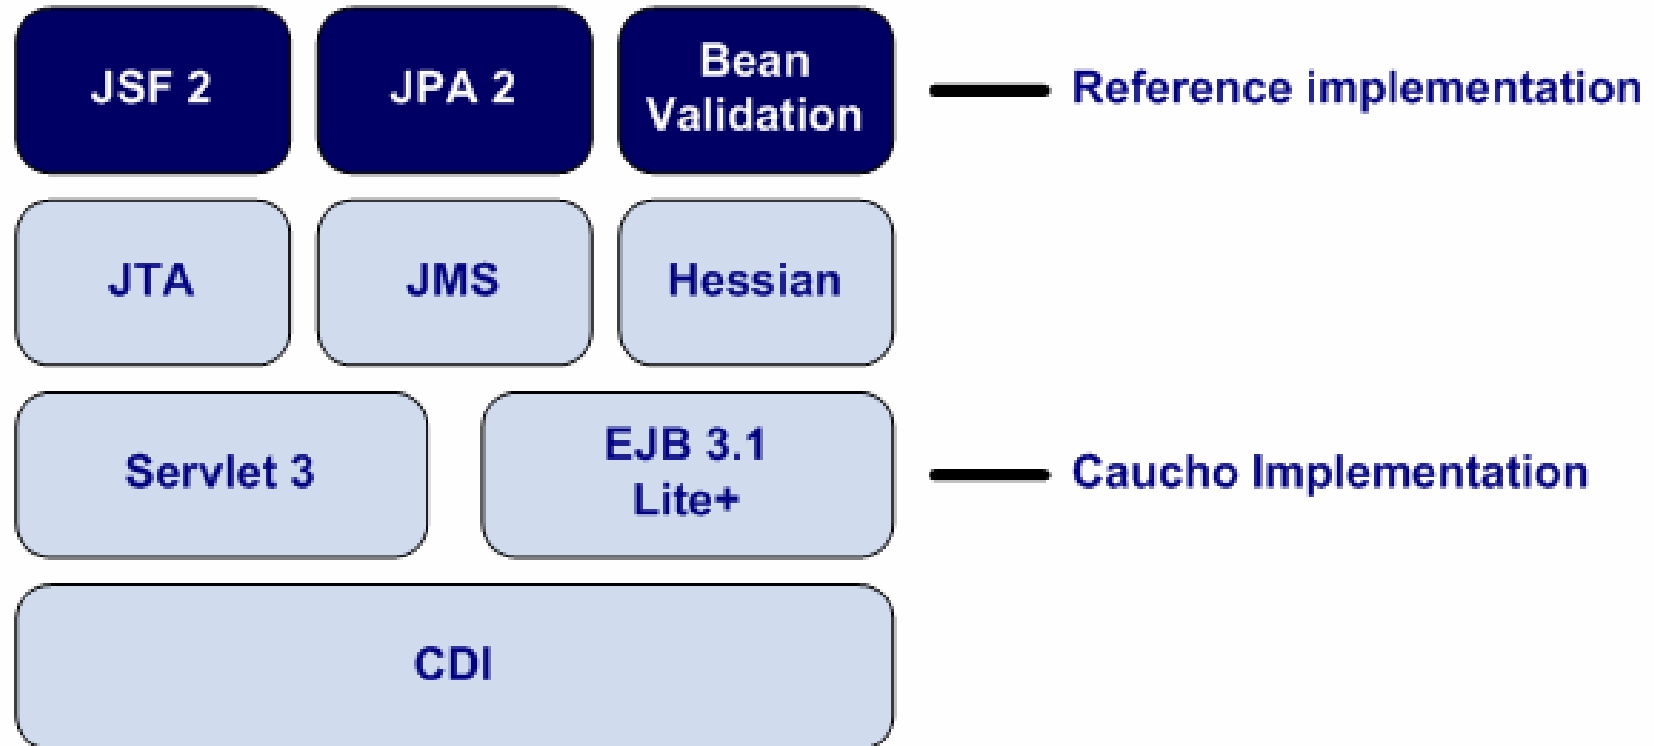 JSF 2
JPA 2
Bean
Validation
Reference implementation
JTA
JMS
Hessian
Servlet 3
EJB 3.1
Lite+
Caucho Implementation
CDI